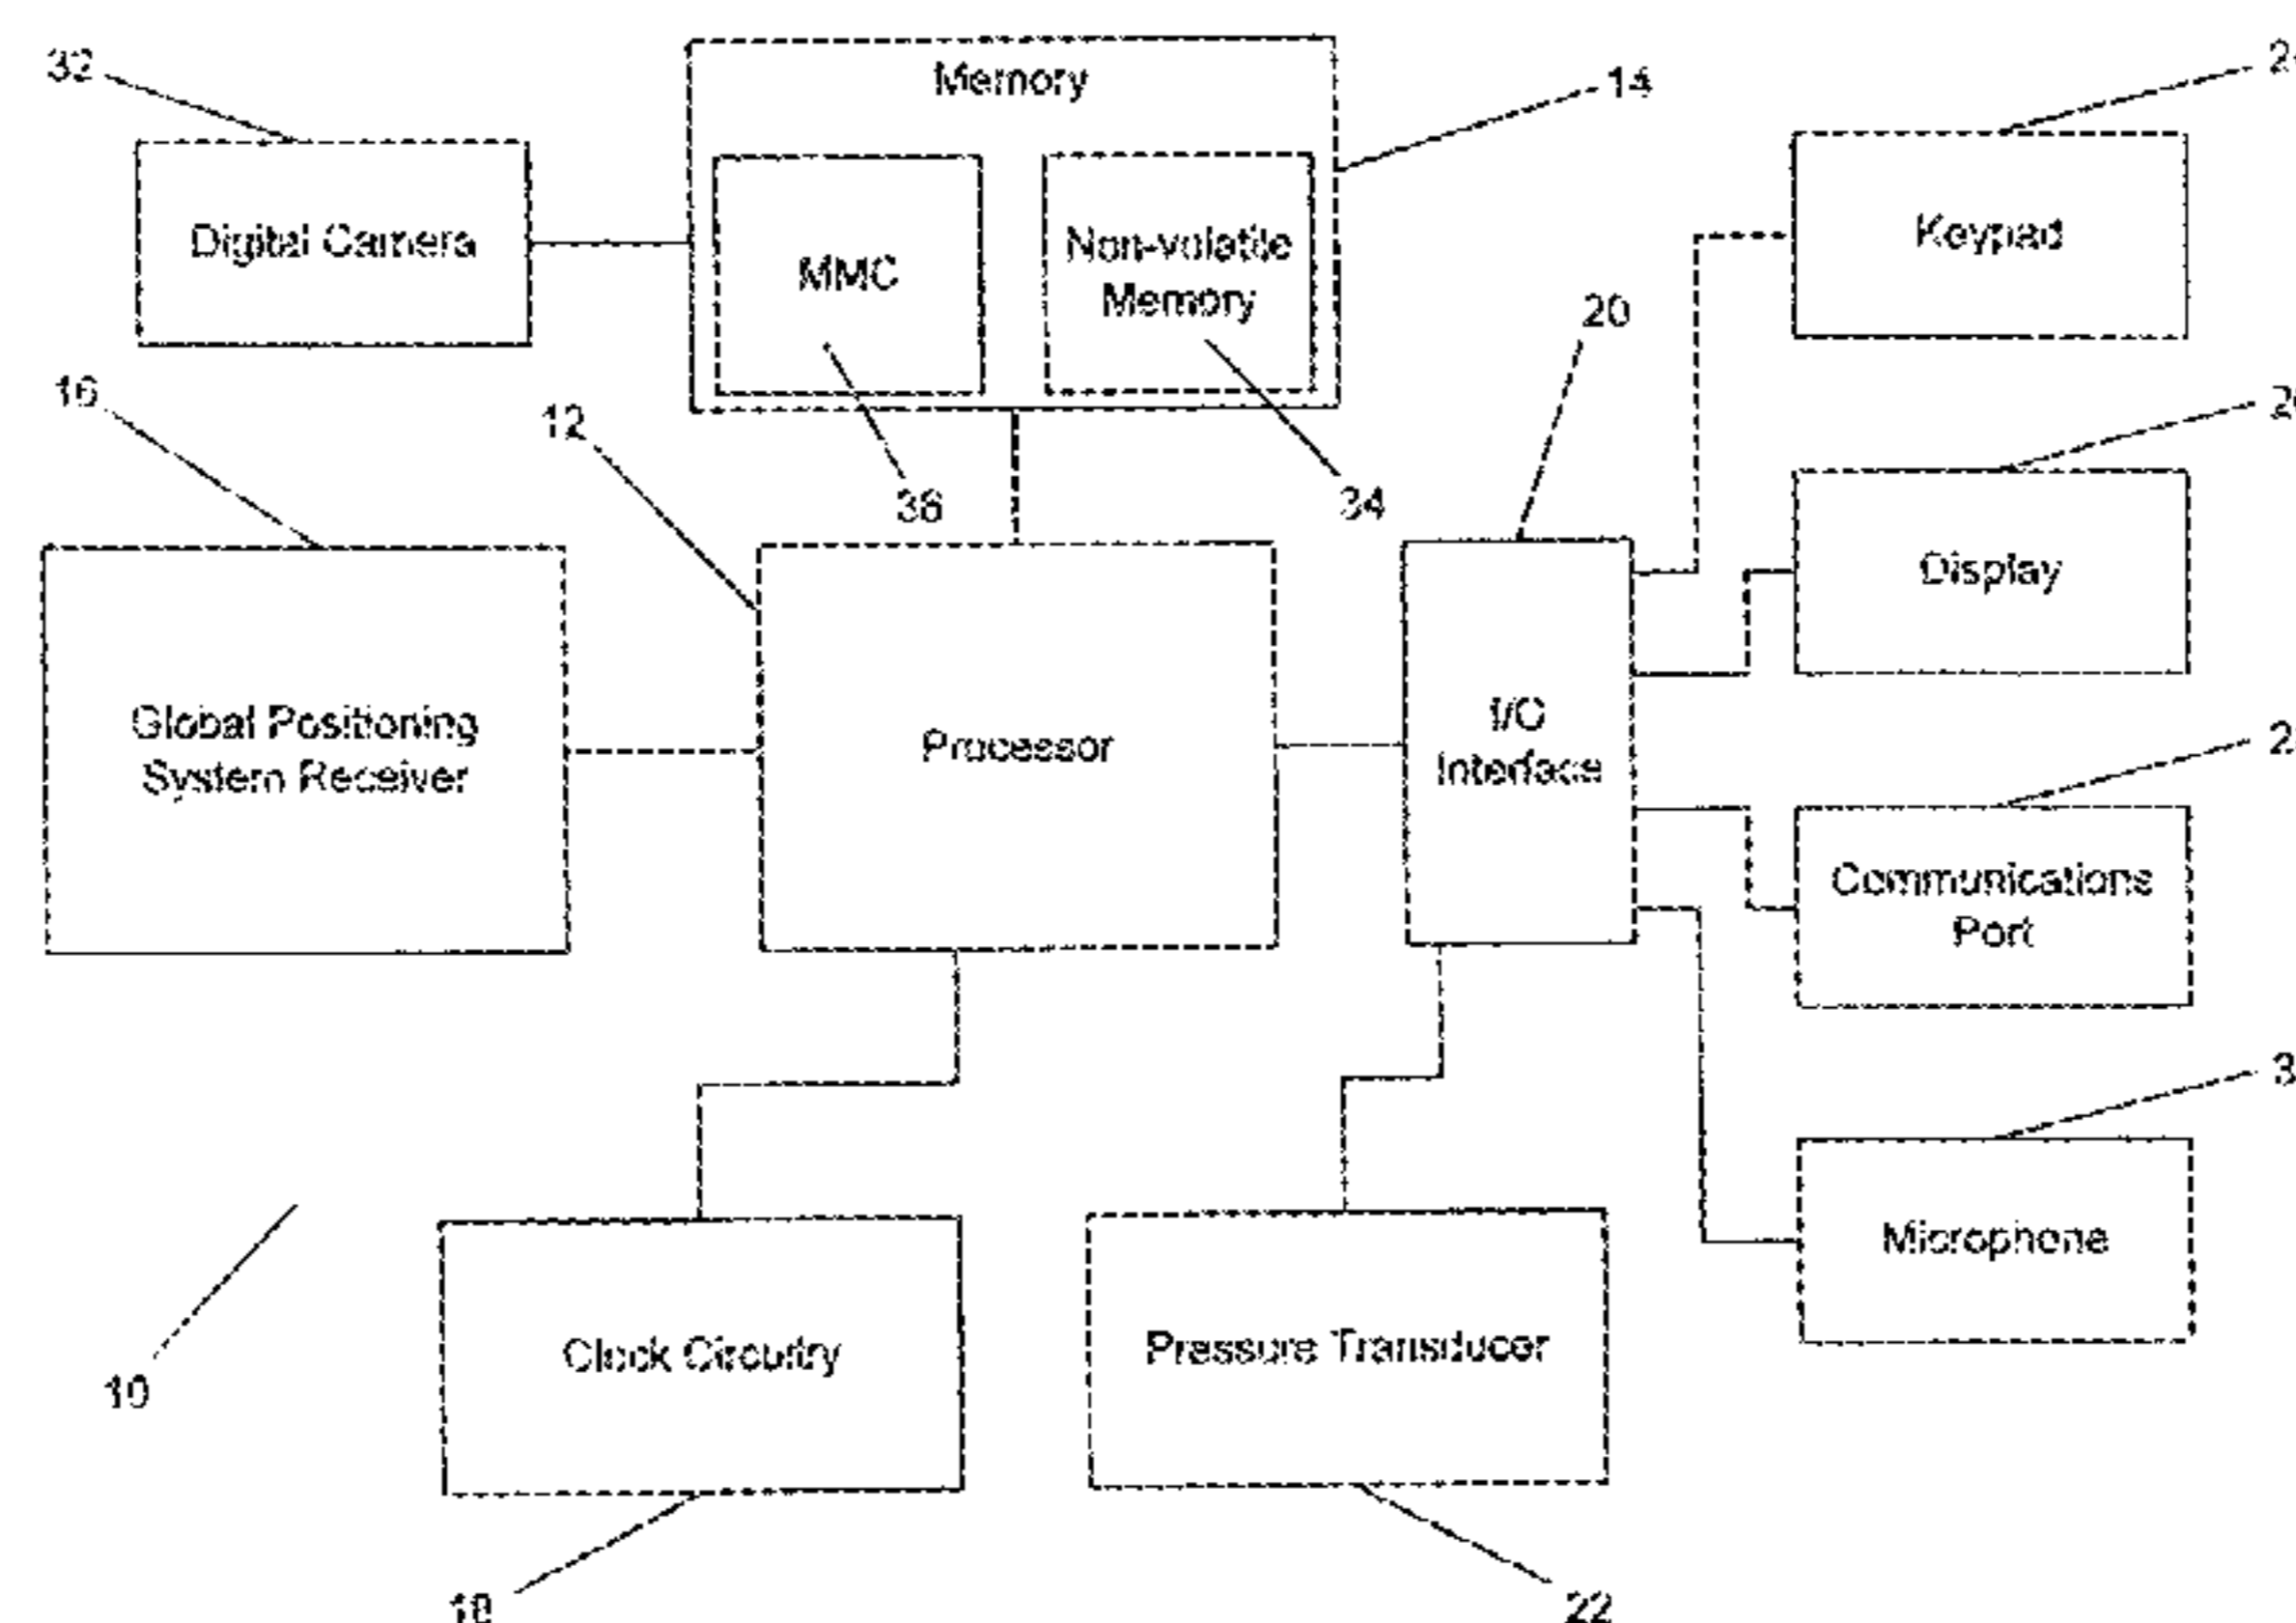 32
Memory
14
Digital Camera
MMC
Non-volatile
Memory
Keypad
20
16
12
36
34
Display
Global Positioning
System Receiver
Processor
I/O
Interface
Communications
Port
Microphone
10
Clock Circuitry
Pressure Transducer
18
22